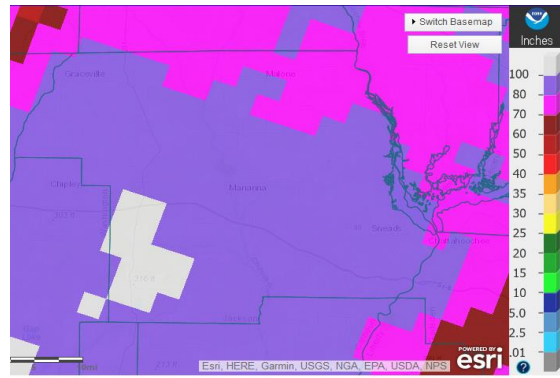 Switch Basemap
Reset View
NOAA
Inches
100
80
70
60
50
40
35
30
25
20
15
10
5.0
2.5
.01
Graceville
Malone
Chipley
Marianna
Sneads
Chattahoochee
POWERED BY
esri
Esri, HERE, Garmin, USGS, NGA, EPA, USDA, NPS